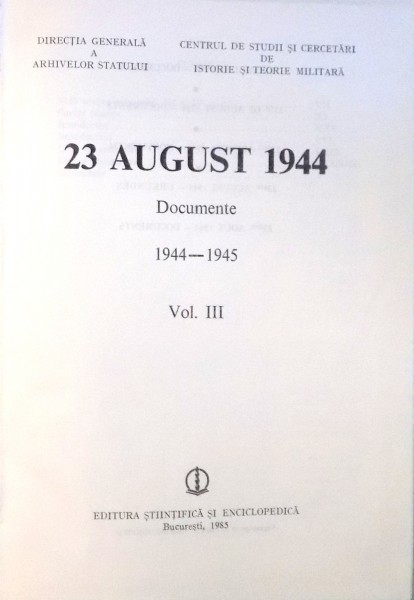 DIRECȚIA GENERALĂ
A
ARHIVELOR STATULUI
CENTRUL DE STUDII ȘI CERCETĂRI
DE
ISTORIE ȘI TEORIE MILITARĂ
23 AUGUST 1944
Documente
1944—1945
Vol. III
EDITURA ȘTIINȚIFICĂ ȘI ENCICLOPEDICĂ
București, 1985